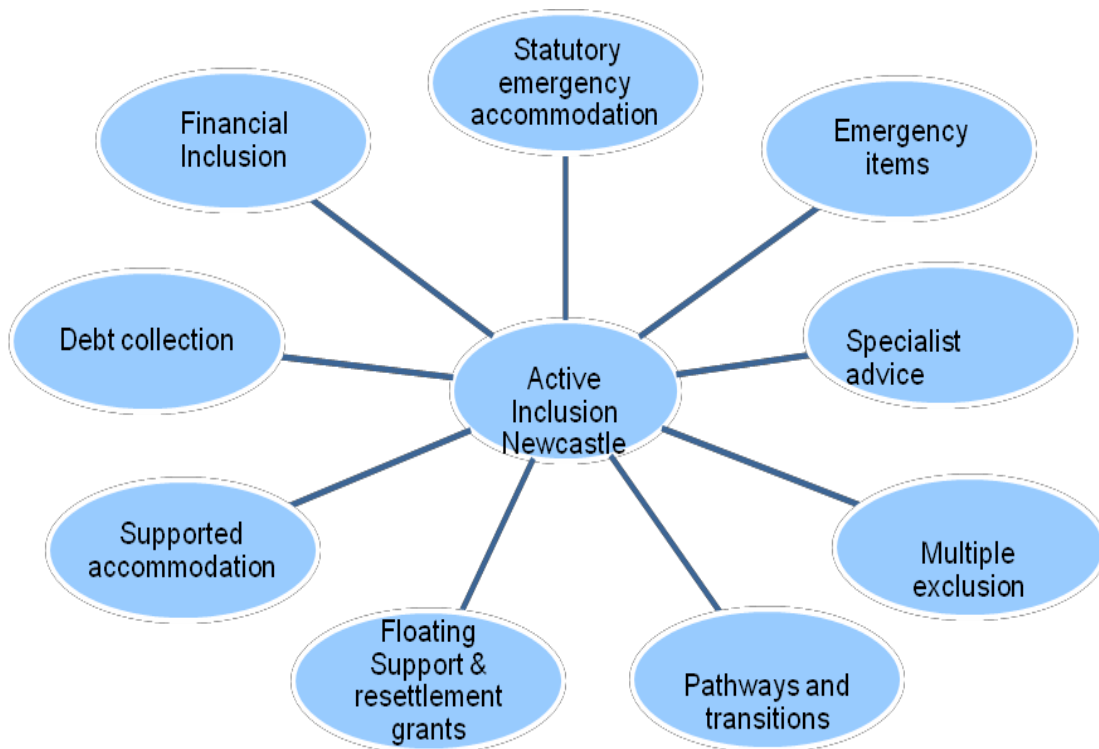 Statutory
emergency
accommodation
Financial
Inclusion
Emergency
items
Debt collection
Specialist
advice
Active
Inclusion
Newcastle
Supported
accommodation
Multiple
exclusion
Floating
Support &
resettlement
grants
Pathways and
transitions